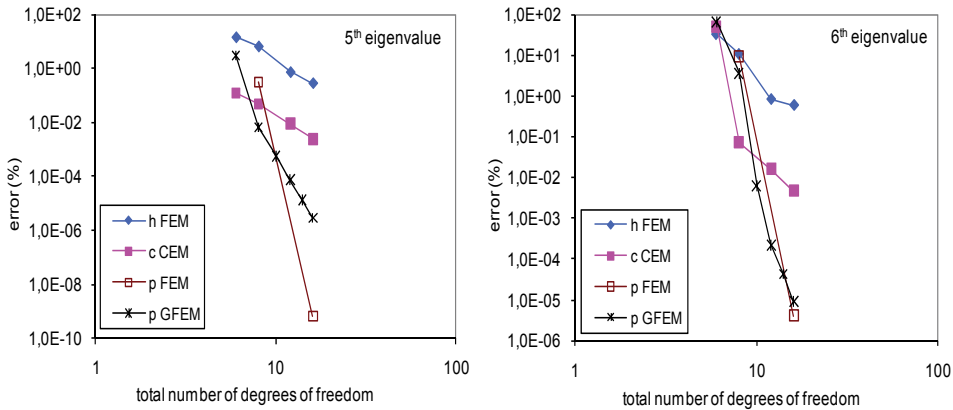 5th eigenvalue
1,0E+02
1,0E+00
1,0E-02
1,0E-04
1,0E-06
1,0E-08
1,0E-10
error (%)
h FEM
c CEM
p FEM
p GFEM
1
10
100
total number of degrees of freedom
6th eigenvalue
1,0E+02
1,0E+01
1,0E+00
1,0E-01
1,0E-02
1,0E-03
1,0E-04
1,0E-05
1,0E-06
error (%)
h FEM
c CEM
p FEM
p GFEM
1
10
100
total number of degrees of freedom